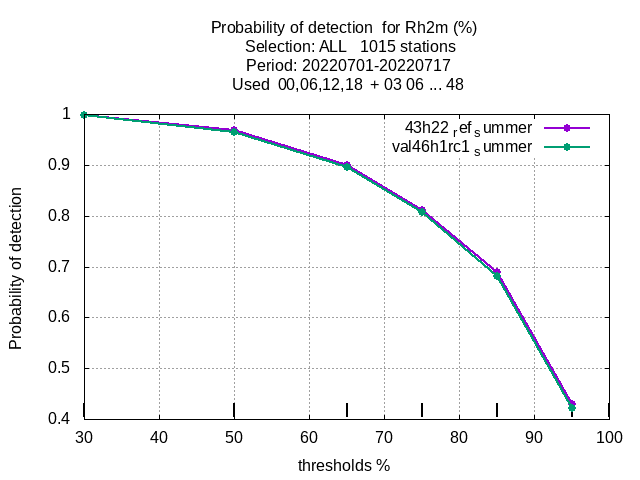 Probability of detection for Rh2m (%)
Selection: ALL 1015 stations
Period: 20220701-20220717
Used 00,06,12,18 + 03 06 ... 48
43h22 ref summer
val46h1rc1 summer
1
0.9
0.8
0.7
0.6
0.5
0.4
Probability of detection
30 40 50 60 70 80 90 100
thresholds %